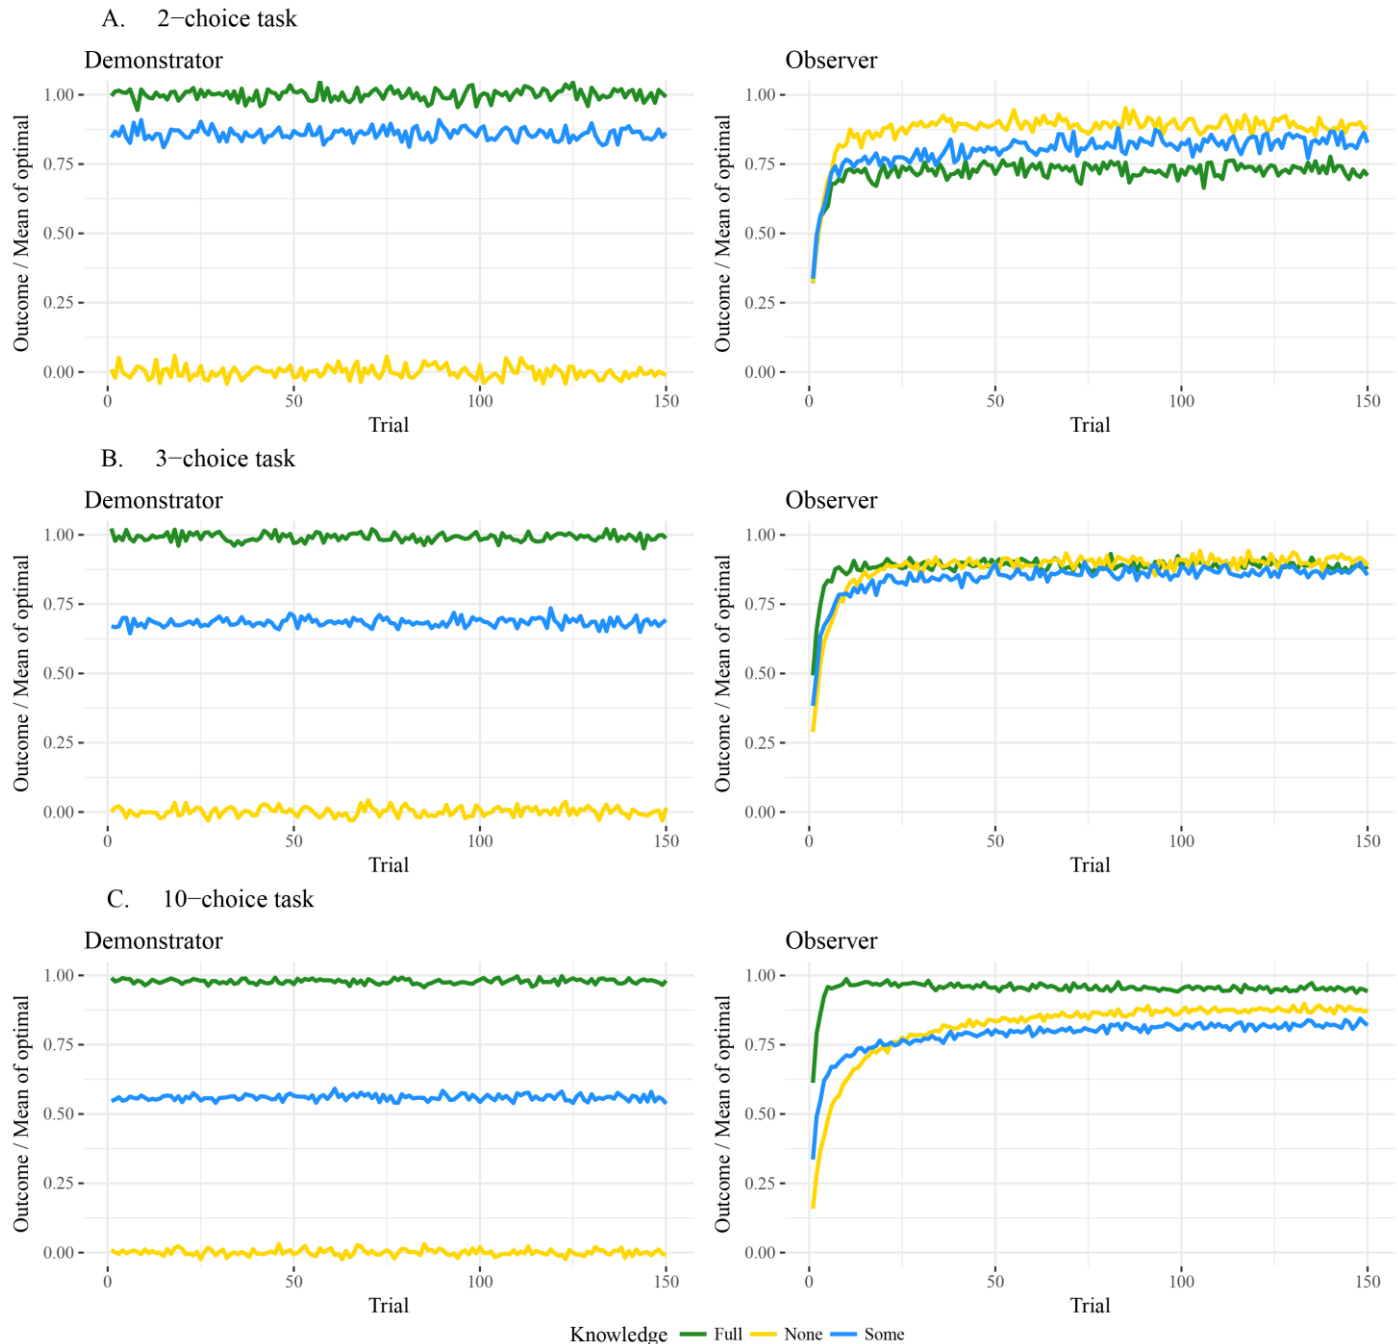 A. 2−choice task
Demonstrator
Observer
Outcome / Mean of optimal
1.00
0.75
0.50
0.25
0.00
0 50 100 150
Trial
Outcome / Mean of optimal
1.00
0.75
0.50
0.25
0.00
0 50 100 150
Trial
B. 3−choice task
Demonstrator
Observer
Outcome / Mean of optimal
1.00
0.75
0.50
0.25
0.00
0 50 100 150
Trial
Outcome / Mean of optimal
1.00
0.75
0.50
0.25
0.00
0 50 100 150
Trial
C. 10−choice task
Demonstrator
Observer
Outcome / Mean of optimal
1.00
0.75
0.50
0.25
0.00
0 50 100 150
Trial
Outcome / Mean of optimal
1.00
0.75
0.50
0.25
0.00
0 50 100 150
Trial
Knowledge Full None Some